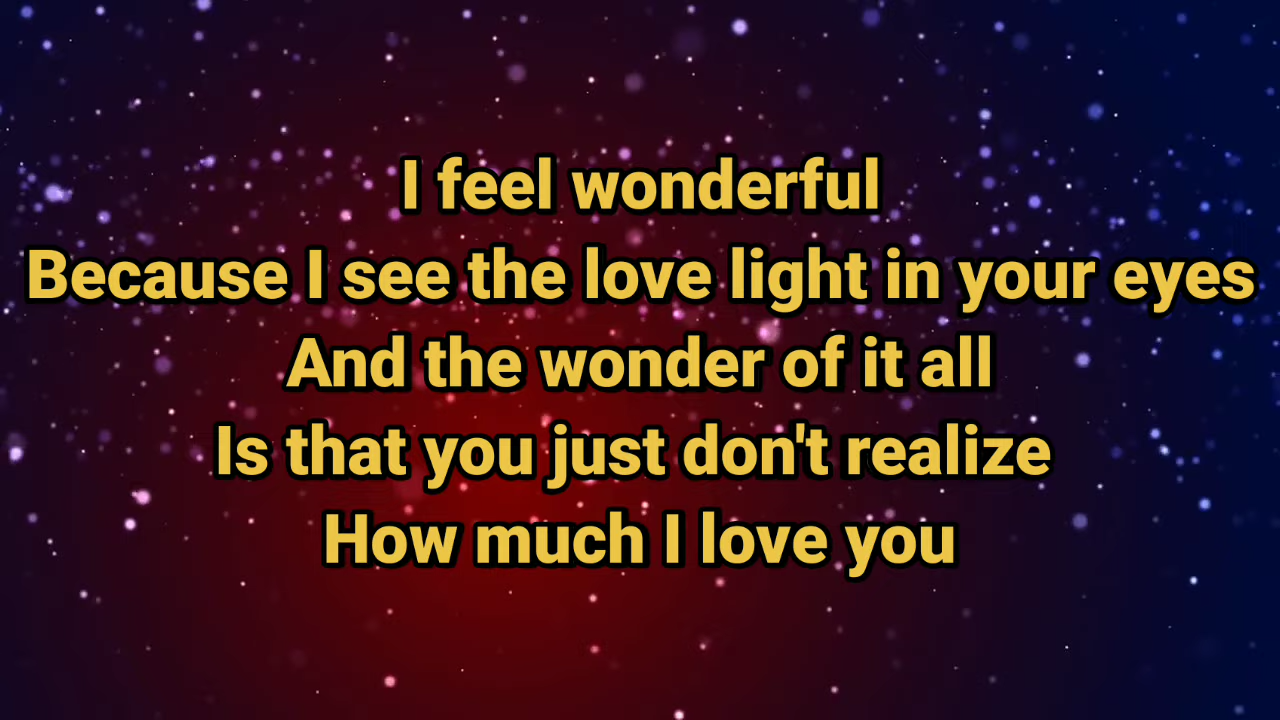 I feel wonderful
Because I see the love light in your eyes
And the wonder of it all
Is that you just don't realize
How much I love you